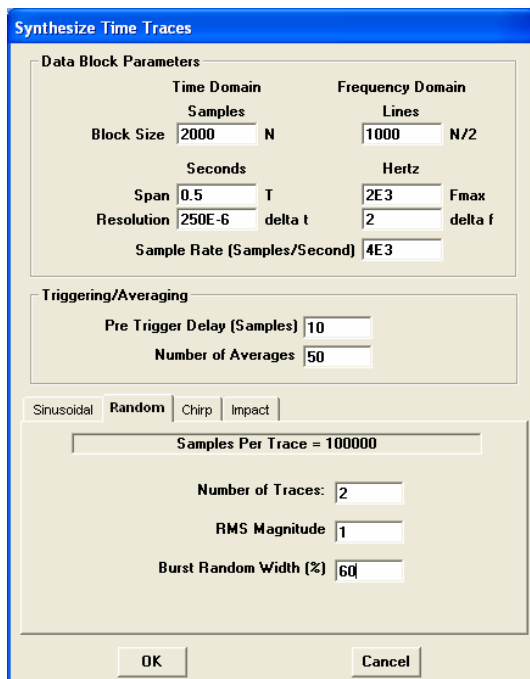 Synthesize Time Traces
Data Block Parameters
Time Domain Frequency Domain
Samples Lines
Block Size 2000 N 1000 N/2
Seconds Hertz
Span 0.5 T 2E3 Fmax
Resolution 250E-6 delta t 2 delta f
Sample Rate (Samples/Second) 4E3
Triggering/Averaging
Pre Trigger Delay (Samples) 10
Number of Averages 50
Sinusoidal Random Chirp Impact
Samples Per Trace = 100000
Number of Traces: 2
RMS Magnitude 1
Burst Random Width (%) 60
OK Cancel